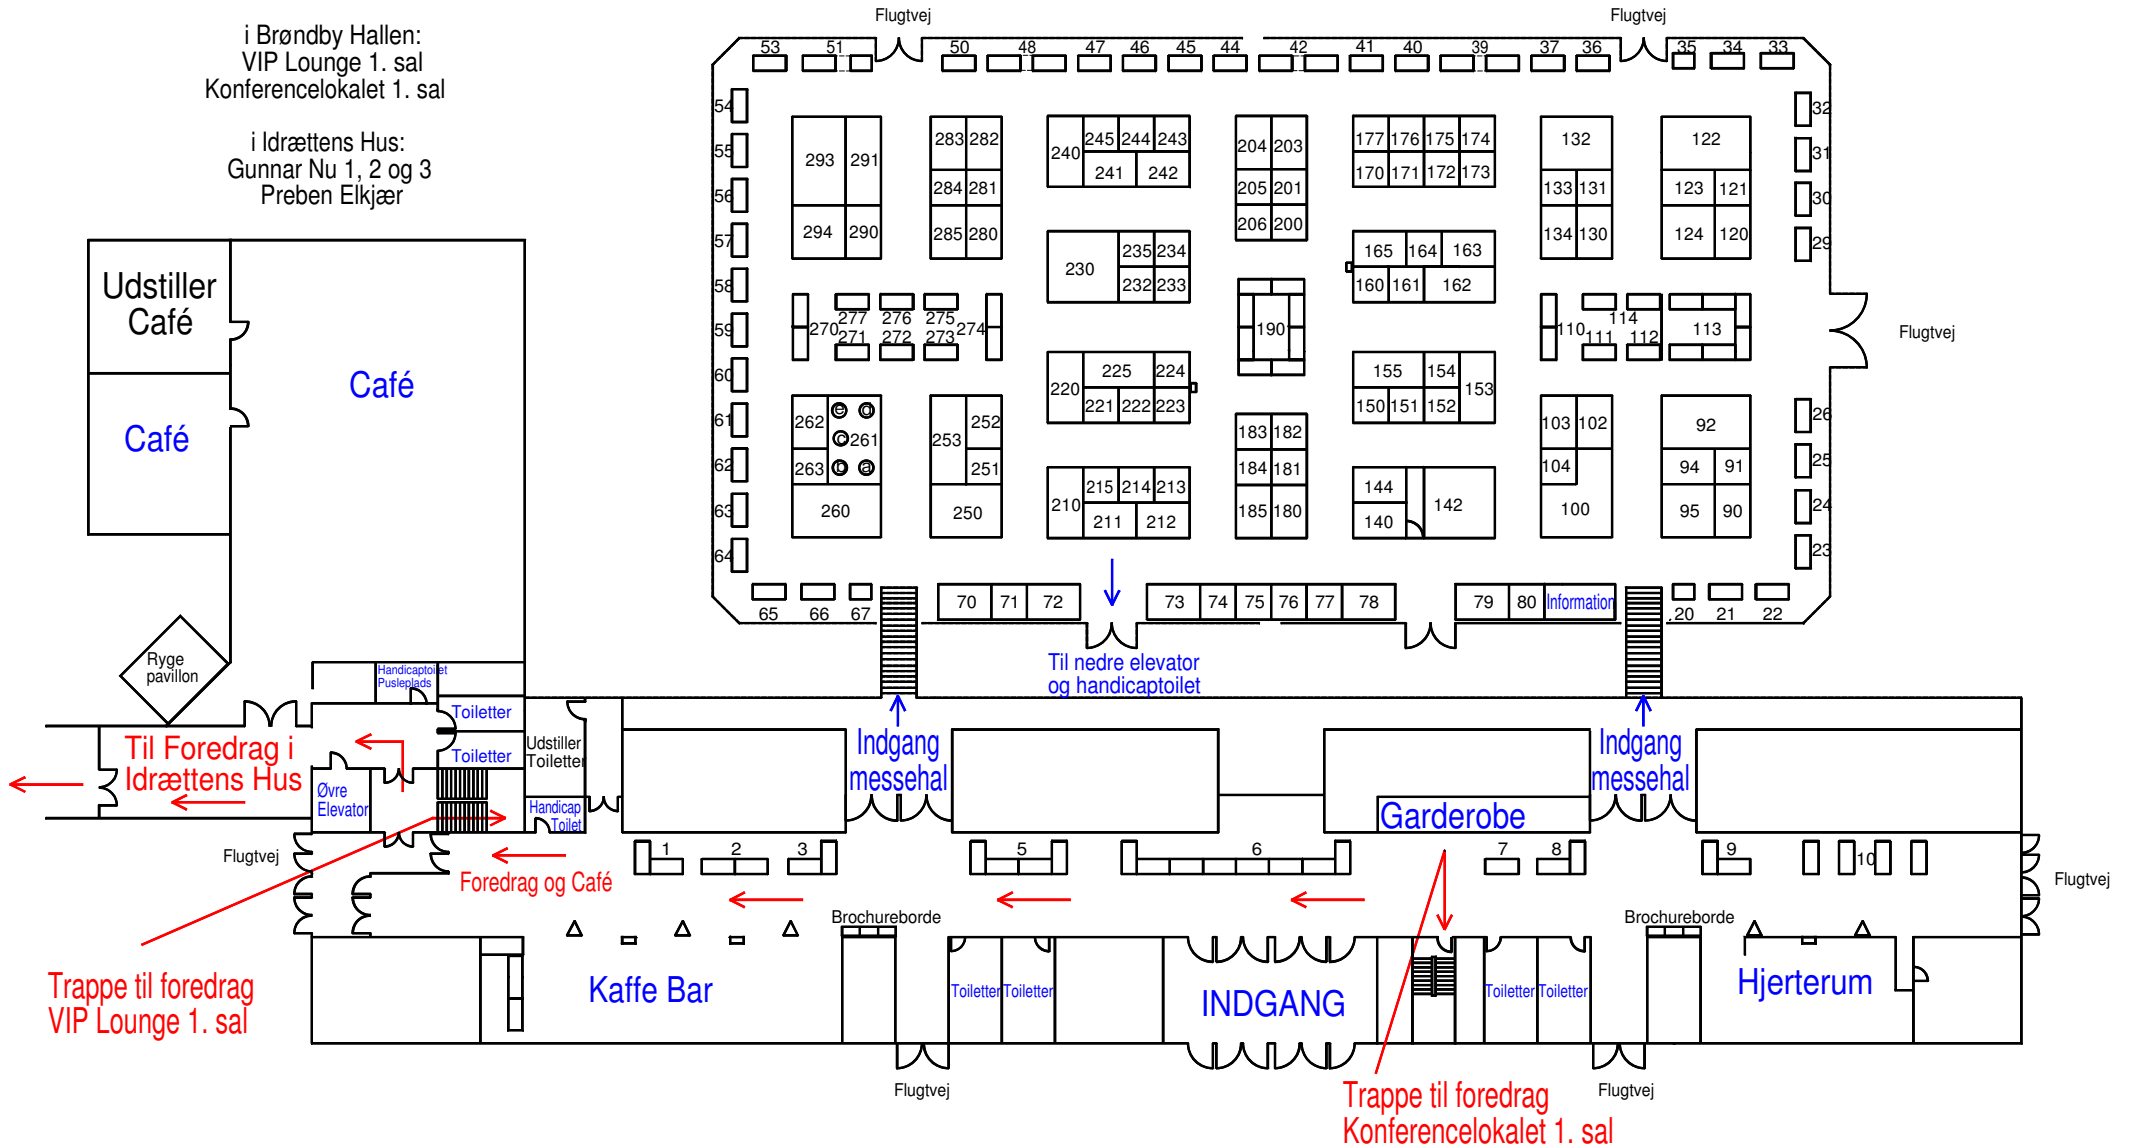 i Brøndby Hallen:
VIP Lounge 1. sal
Konferencelokalet 1. sal
i Idrættens Hus:
Gunnar Nu 1, 2 og 3
Preben Elkjær
Flugtvej
Flugtvej
53 51 50 48 47 46 45 44 42 41 40 39 37 36 35 34 33
54
55
56
57
58
59
60
61
62
63
64
32
31
30
29
26
25
24
23
293 291
294 290
283 282
284 281
285 280
240 245 244 243
241 242
204 203
205 201
206 200
177 176 175 174
170 171 172 173
132
133 131
134 130
122
123 121
124 120
230 235 234
232 233
165 164 163
160 161 162
270 277 276 275 274
271 272 273
190
110 114 113
111 112
Flugtvej
220 225 224
221 222 223
155 154 153
150 151 152
262 e d
c 261
263 b a
260
253 252
251
250
183 182
184 181
185 180
103 102
104
100
92
94 91
95 90
210 215 214 213
211 212
144 142
140
65 66 67
70 71 72
73 74 75 76 77 78
79 80 Information
20 21 22
Til nedre elevator
og handicaptoilet
Udstiller
Café
Café
Café
Ryge
pavillon
Handicaptoilet
Pusleplads
Toiletter
Toiletter
Udstiller
Toiletter
Handicap
Toilet
Øvre
Elevator
Til Foredrag i
Idrættens Hus
Indgang
messehal
Indgang
messehal
Garderobe
Flugtvej
Foredrag og Café
1 2 3 5 6 7 8 9 10
Flugtvej
Brochureborde
Brochureborde
Trappe til foredrag
VIP Lounge 1. sal
Kaffe Bar
Toiletter Toiletter
INDGANG
Toiletter Toiletter
Hjerterum
Flugtvej
Flugtvej
Trappe til foredrag
Konferencelokalet 1. sal